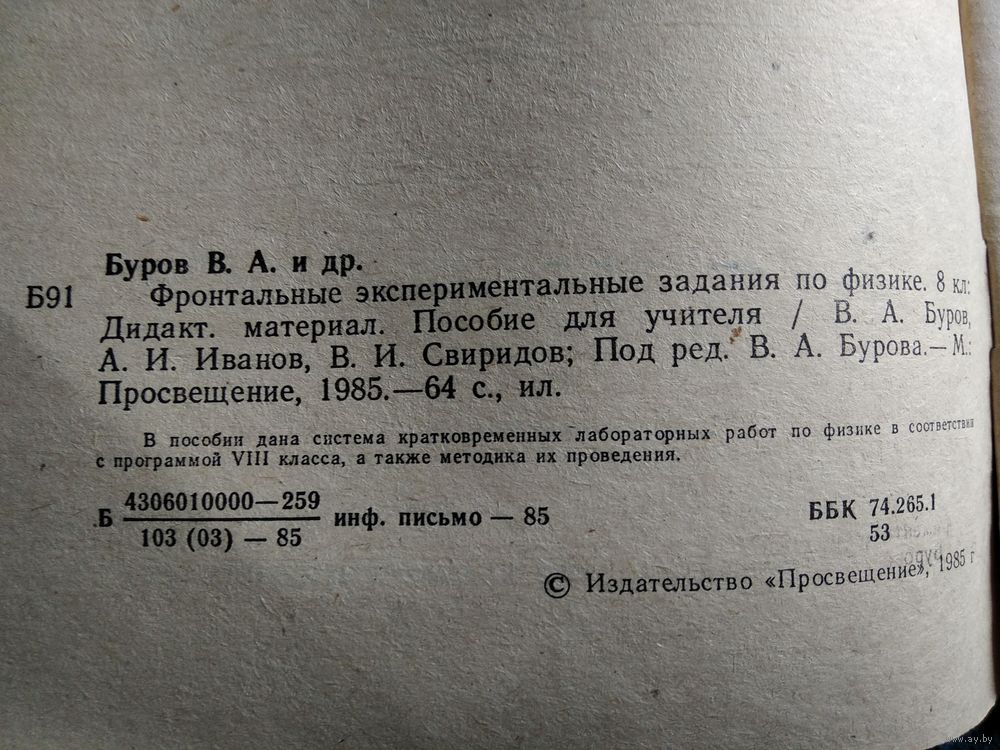 Буров В. А. и др.
Б91 Фронтальные экспериментальные задания по физике. 8 кл:
Дидакт. материал. Пособие для учителя / В. А. Буров,
А. И. Иванов, В. И. Свиридов; Под ред. В. А. Бурова.—М.:
Просвещение, 1985.—64 с., ил.
В пособии дана система кратковременных лабораторных работ по физике в соответствии
с программой VIII класса, а также методика их проведения.
Б 4306010000—259
103 (03) — 85 инф. письмо — 85
ББК 74.265.1
53
© Издательство «Просвещение», 1985 г
www.ay.by